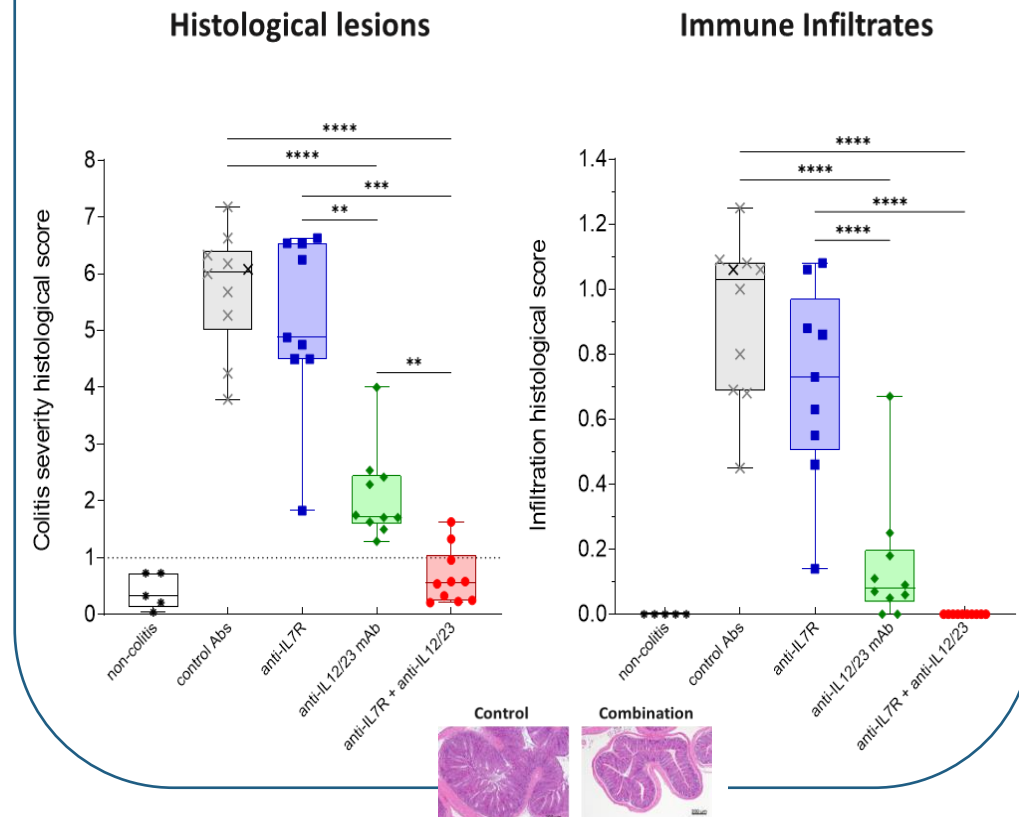 Histological lesions
Immune Infiltrates
Colitis severity histological score
8
7
6
5
4
3
2
1
0
****
****
***
**
**
non-colitis
control Abs
anti-IL7R
anti-IL12/23 mAb
anti-IL7R + anti-IL12/23
Infiltration histological score
1.4
1.2
1.0
0.8
0.6
0.4
0.2
0.0
****
****
****
****
non-colitis
control Abs
anti-IL7R
anti-IL12/23 mAb
anti-IL7R + anti-IL12/23
Control
Combination